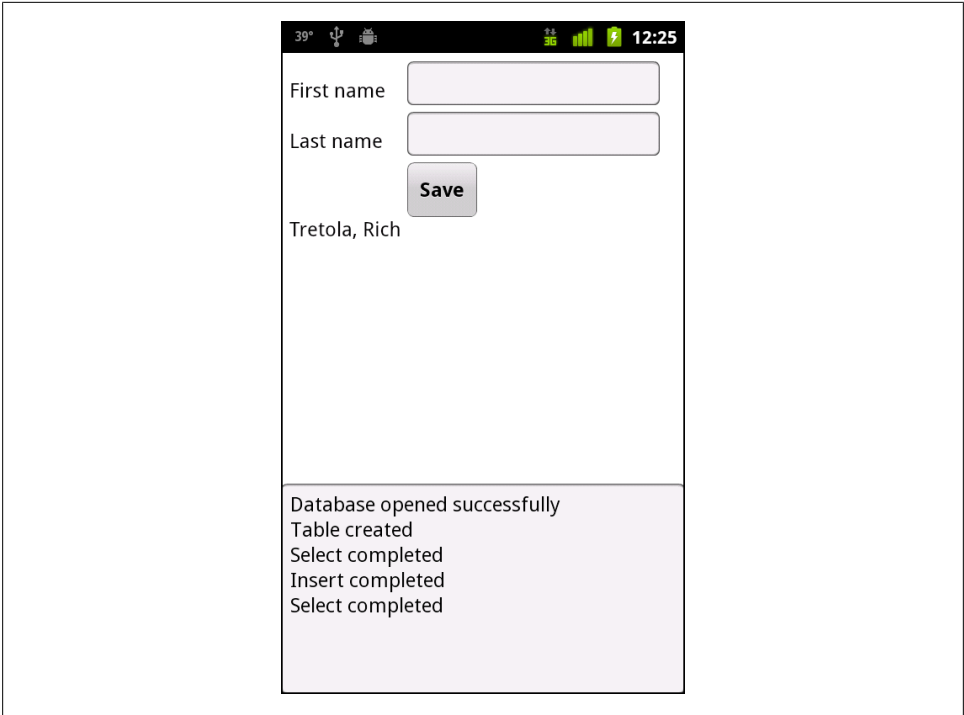 39° 3G 12:25
First name
Last name
Save
Tretola, Rich
Database opened successfully
Table created
Select completed
Insert completed
Select completed